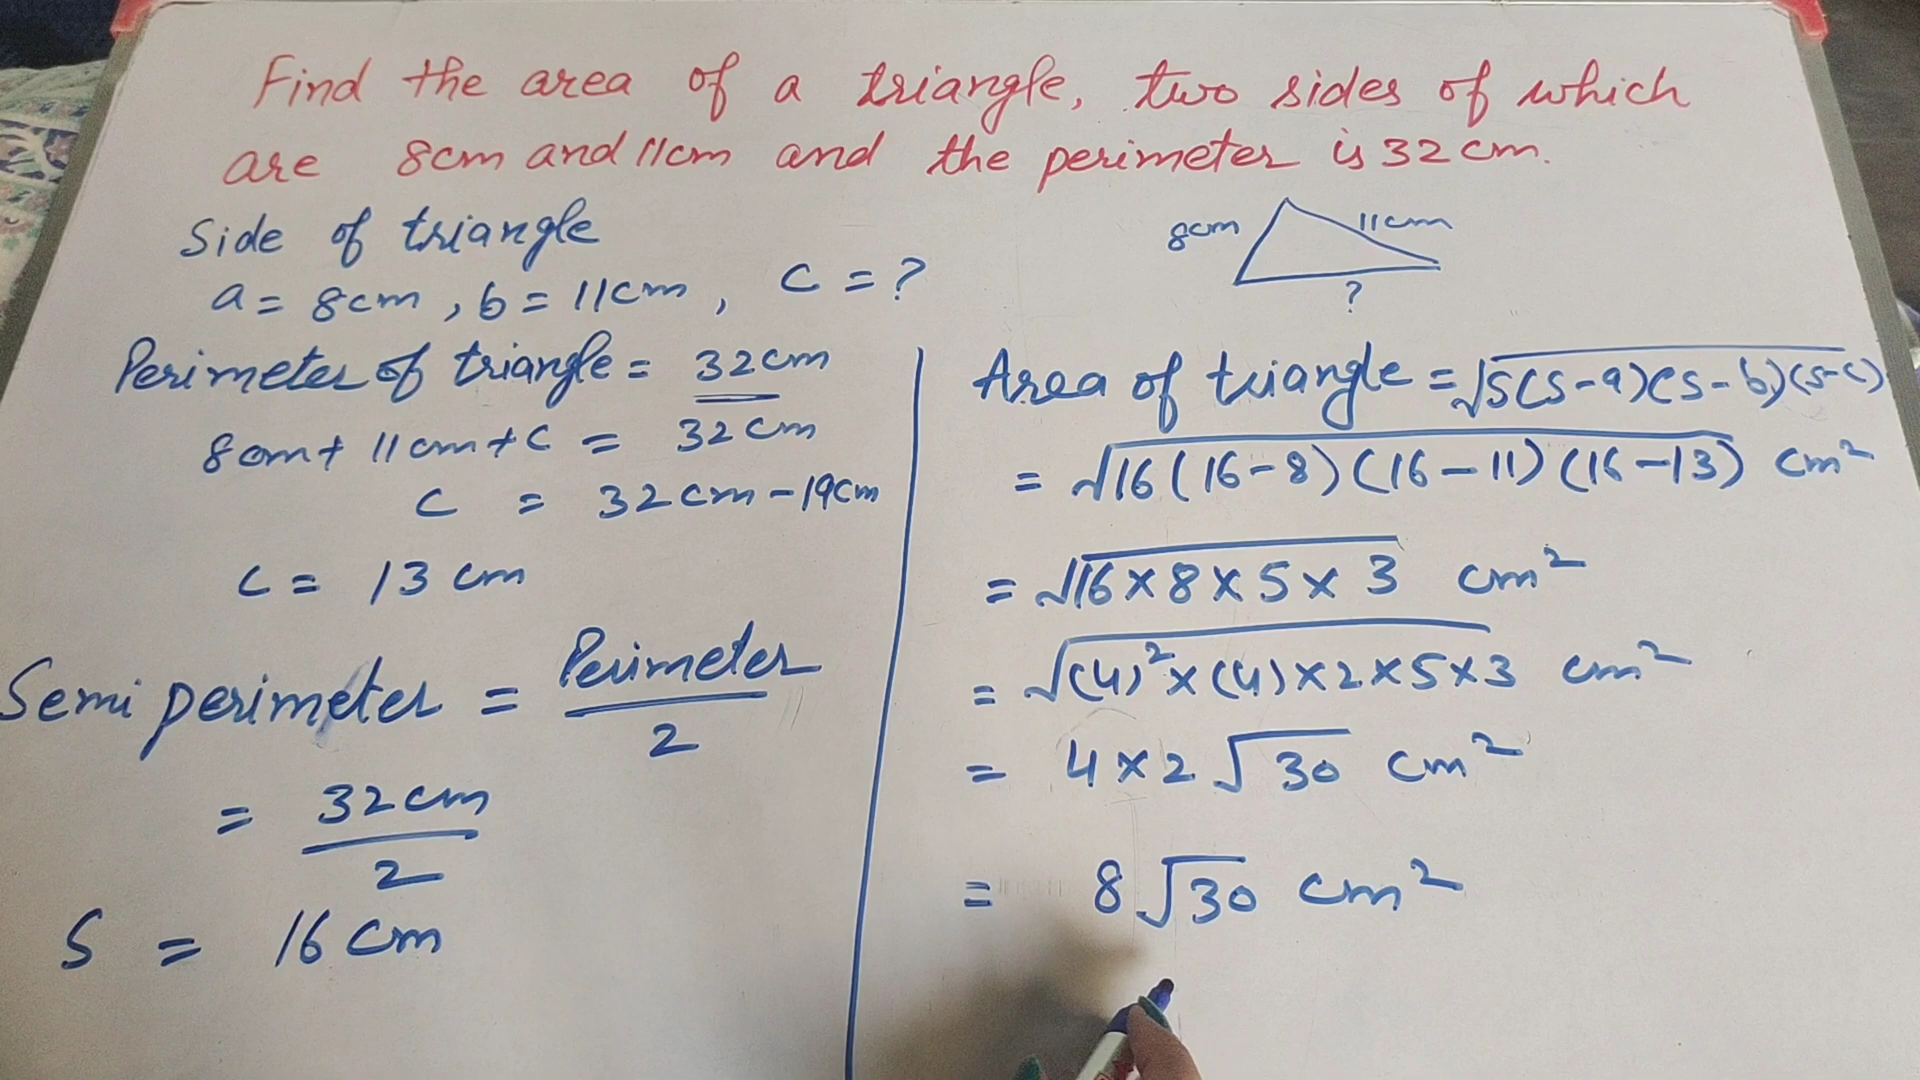 Find the area of a triangle, two sides of which
are 8cm and 11cm and the perimeter is 32cm.
Side of triangle
a = 8cm, b = 11cm, C = ?
8cm 11cm
?
Perimeter of triangle = 32cm
8cm + 11cm + C = 32cm
C = 32cm - 19cm
C = 13 cm
Semi perimeter = Perimeter / 2
= 32cm / 2
S = 16 cm
Area of triangle = √S(S-a)(S-b)(S-c)
= √16(16-8)(16-11)(16-13) cm²
= √16×8×5×3 cm²
= √(4)²×(4)×2×5×3 cm²
= 4×2√30 cm²
= 8√30 cm²